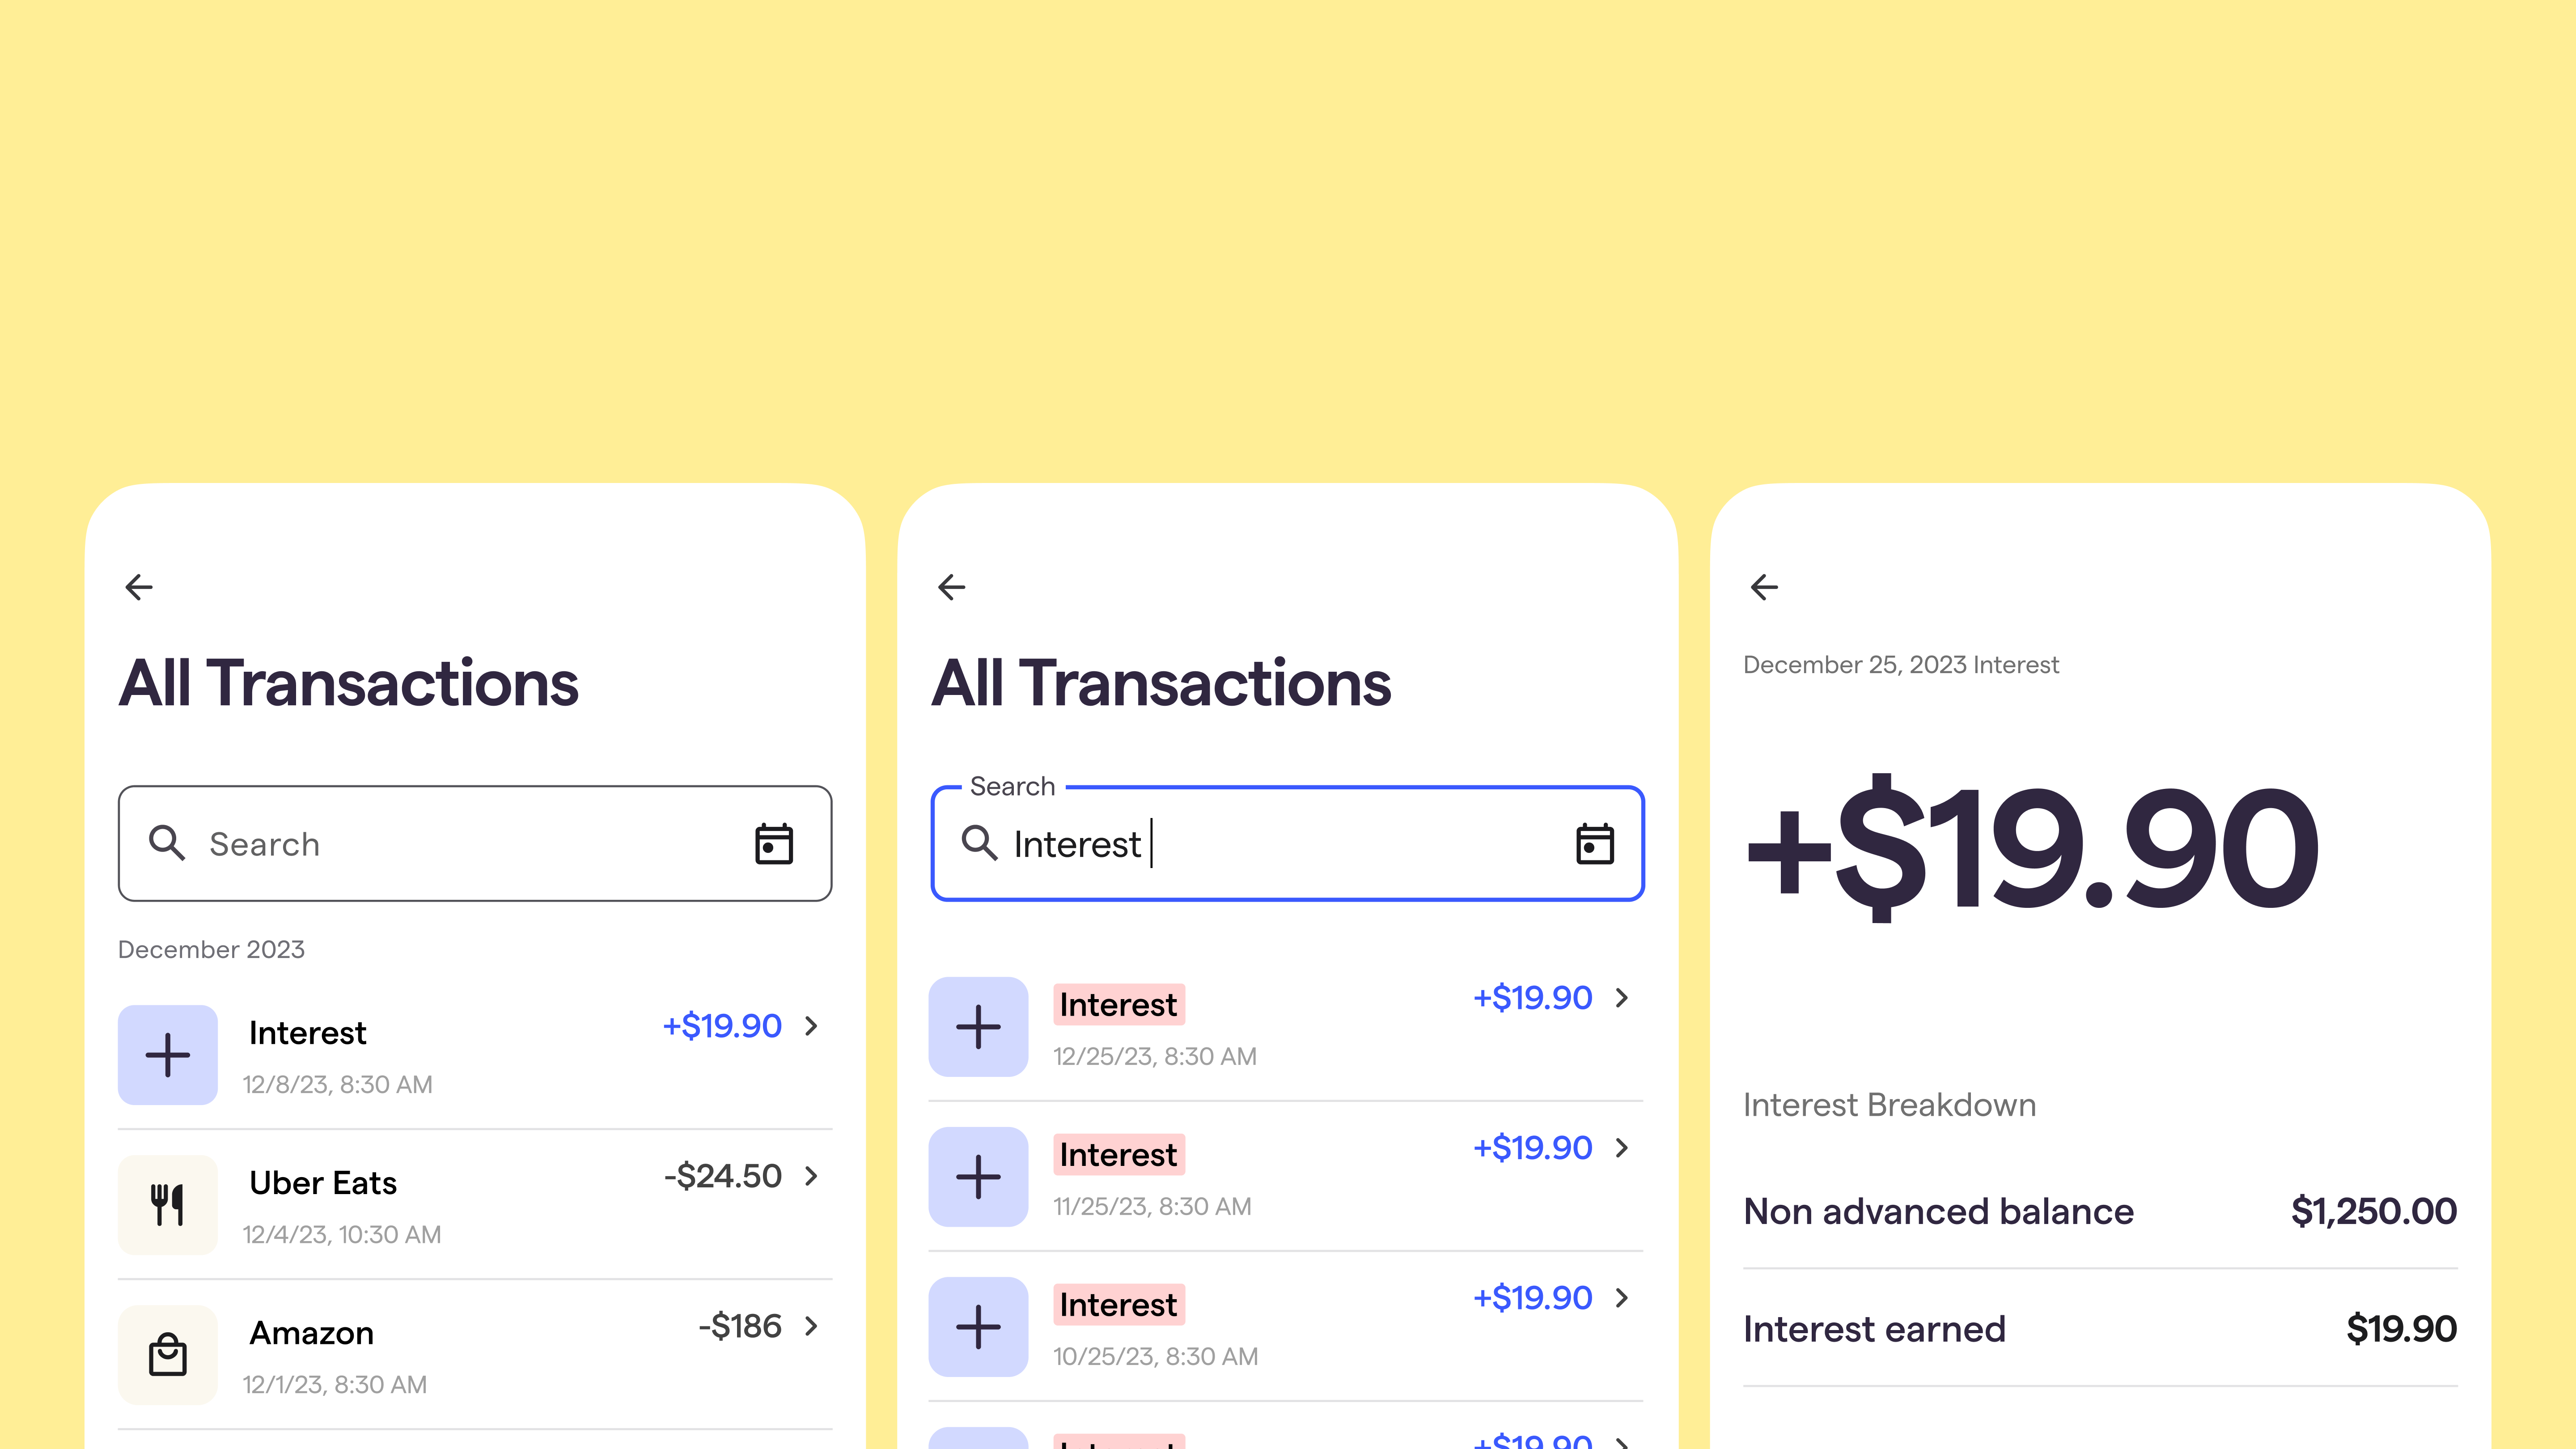 All Transactions
Search
December 2023
Interest
+$19.90
12/8/23, 8:30 AM
Uber Eats
-$24.50
12/4/23, 10:30 AM
Amazon
-$186
12/1/23, 8:30 AM
All Transactions
Search
Interest
Interest
+$19.90
12/25/23, 8:30 AM
Interest
+$19.90
11/25/23, 8:30 AM
Interest
+$19.90
10/25/23, 8:30 AM
Interest
+$19.90
December 25, 2023 Interest
+$19.90
Interest Breakdown
Non advanced balance
$1,250.00
Interest earned
$19.90